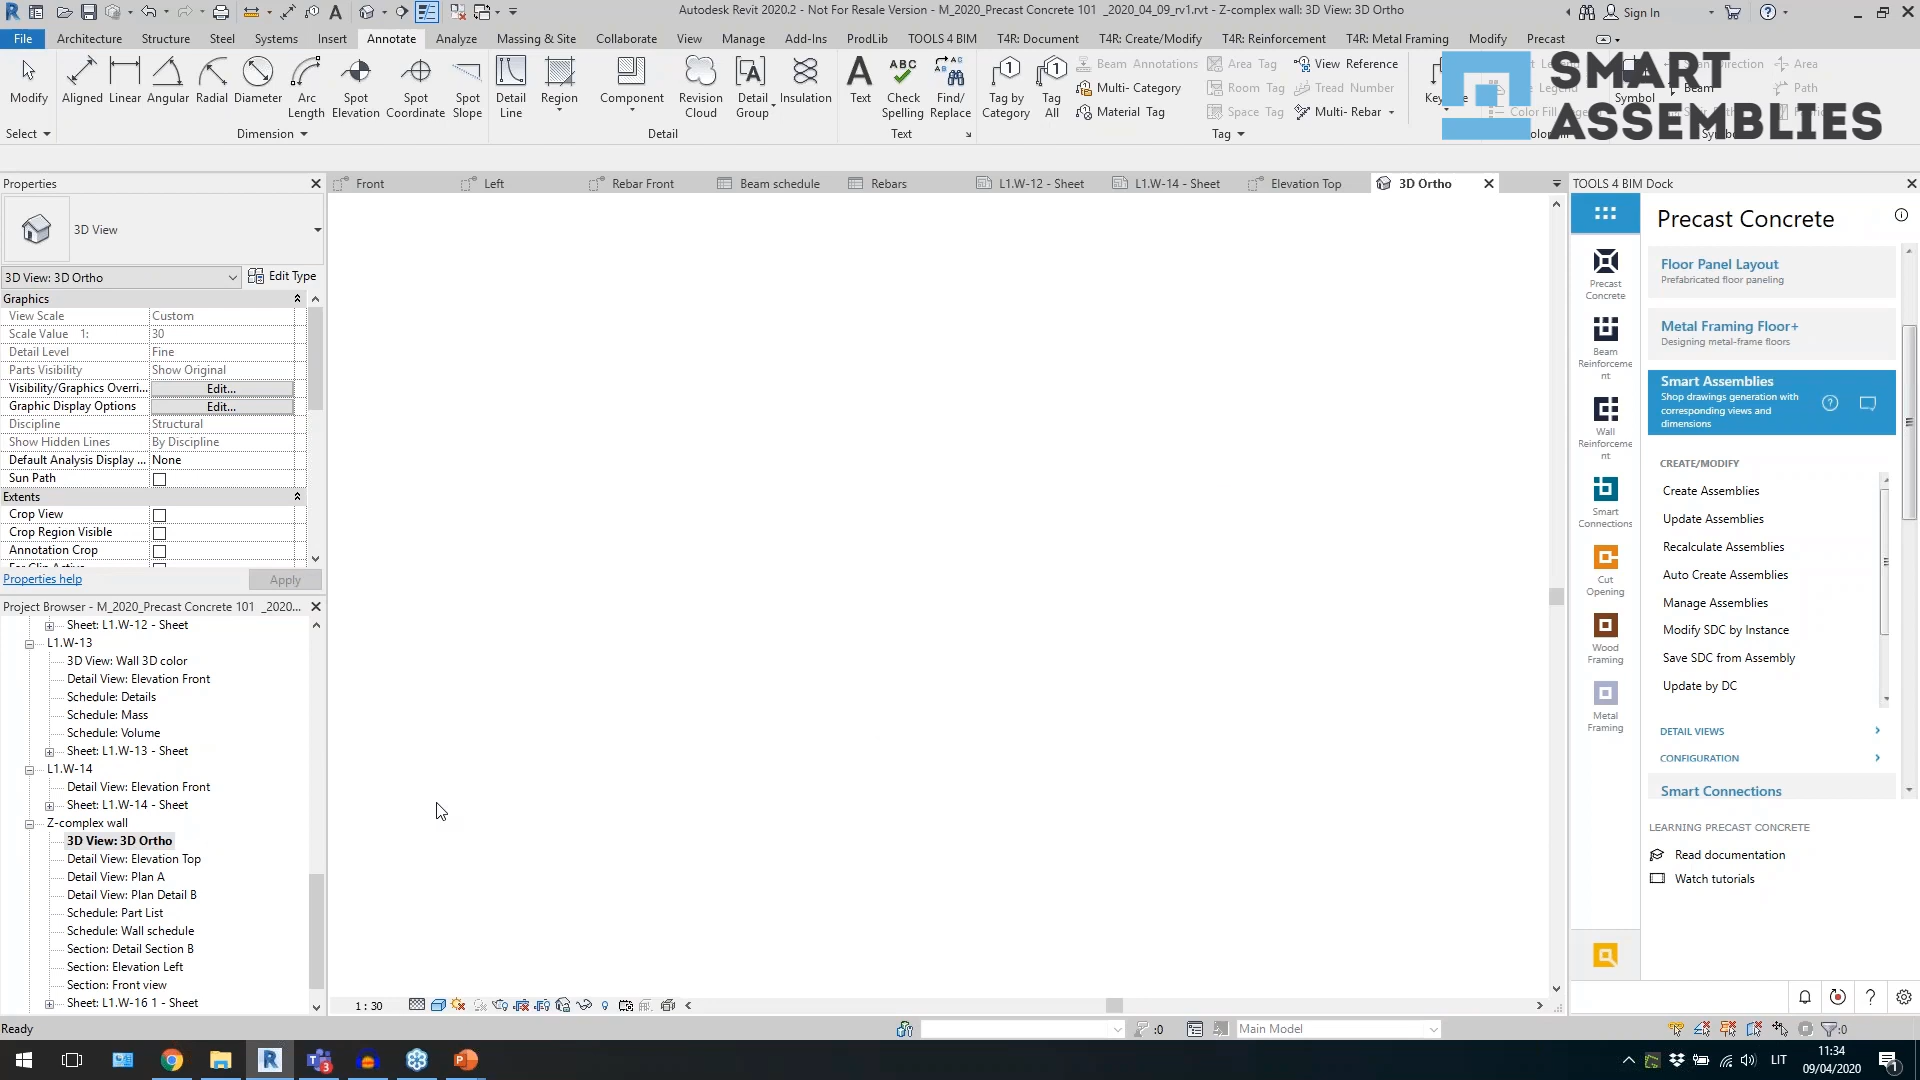 Autodesk Revit 2020.2 - Not For Resale Version - M_2020_Precast Concrete 101 _2020_04_09_rv1.rvt - Z-complex wall: 3D View: 3D Ortho
Sign In
File Architecture Structure Steel Systems Insert Annotate Analyze Massing & Site Collaborate View Manage Add-Ins ProdLib TOOLS 4 BIM T4R: Document T4R: Create/Modify T4R: Reinforcement T4R: Metal Framing Modify Precast
SMART
ASSEMBLIES
Modify
Aligned Linear Angular Radial Diameter Arc Length Spot Elevation Spot Coordinate Spot Slope
Detail Line Region Component Revision Cloud Detail Group Insulation
Text ABC Check Spelling Find/ Replace
Tag by Category Tag All
Beam Annotations Area Tag View Reference
Multi- Category Room Tag Tread Number
Material Tag Space Tag Multi- Rebar
Symbol Beam Area Path
Select Dimension Detail Text Tag
Properties
3D View
3D View: 3D Ortho Edit Type
Graphics
View Scale Custom
Scale Value 1: 30
Detail Level Fine
Parts Visibility Show Original
Visibility/Graphics Overri... Edit...
Graphic Display Options Edit...
Discipline Structural
Show Hidden Lines By Discipline
Default Analysis Display ... None
Sun Path
Extents
Crop View
Crop Region Visible
Annotation Crop
Properties help Apply
Project Browser - M_2020_Precast Concrete 101 _2020...
Sheet: L1.W-12 - Sheet
L1.W-13
3D View: Wall 3D color
Detail View: Elevation Front
Schedule: Details
Schedule: Mass
Schedule: Volume
Sheet: L1.W-13 - Sheet
L1.W-14
Detail View: Elevation Front
Sheet: L1.W-14 - Sheet
Z-complex wall
3D View: 3D Ortho
Detail View: Elevation Top
Detail View: Plan A
Detail View: Plan Detail B
Schedule: Part List
Schedule: Wall schedule
Section: Detail Section B
Section: Elevation Left
Section: Front view
Sheet: L1.W-16 1 - Sheet
Front Left Rebar Front Beam schedule Rebars L1.W-12 - Sheet L1.W-14 - Sheet Elevation Top 3D Ortho
1 : 30
TOOLS 4 BIM Dock
Precast Concrete
Precast Concrete
Beam Reinforceme nt
Wall Reinforceme nt
Smart Connections
Cut Opening
Wood Framing
Metal Framing
Floor Panel Layout
Prefabricated floor paneling
Metal Framing Floor+
Designing metal-frame floors
Smart Assemblies
Shop drawings generation with
corresponding views and
dimensions
CREATE/MODIFY
Create Assemblies
Update Assemblies
Recalculate Assemblies
Auto Create Assemblies
Manage Assemblies
Modify SDC by Instance
Save SDC from Assembly
Update by DC
DETAIL VIEWS
CONFIGURATION
Smart Connections
LEARNING PRECAST CONCRETE
Read documentation
Watch tutorials
Ready
:0
Main Model
:0
3
LIT
11:34
09/04/2020
1